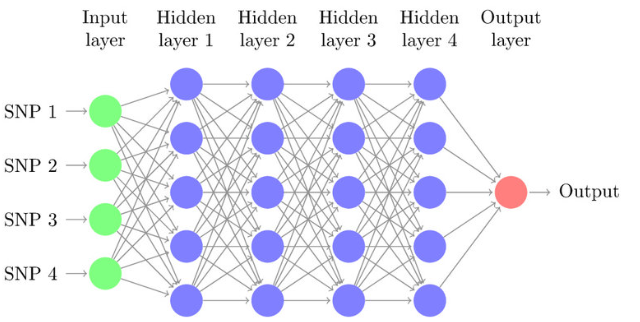 Input layer
Hidden layer 1
Hidden layer 2
Hidden layer 3
Hidden layer 4
Output layer
SNP 1
SNP 2
SNP 3
SNP 4
Output